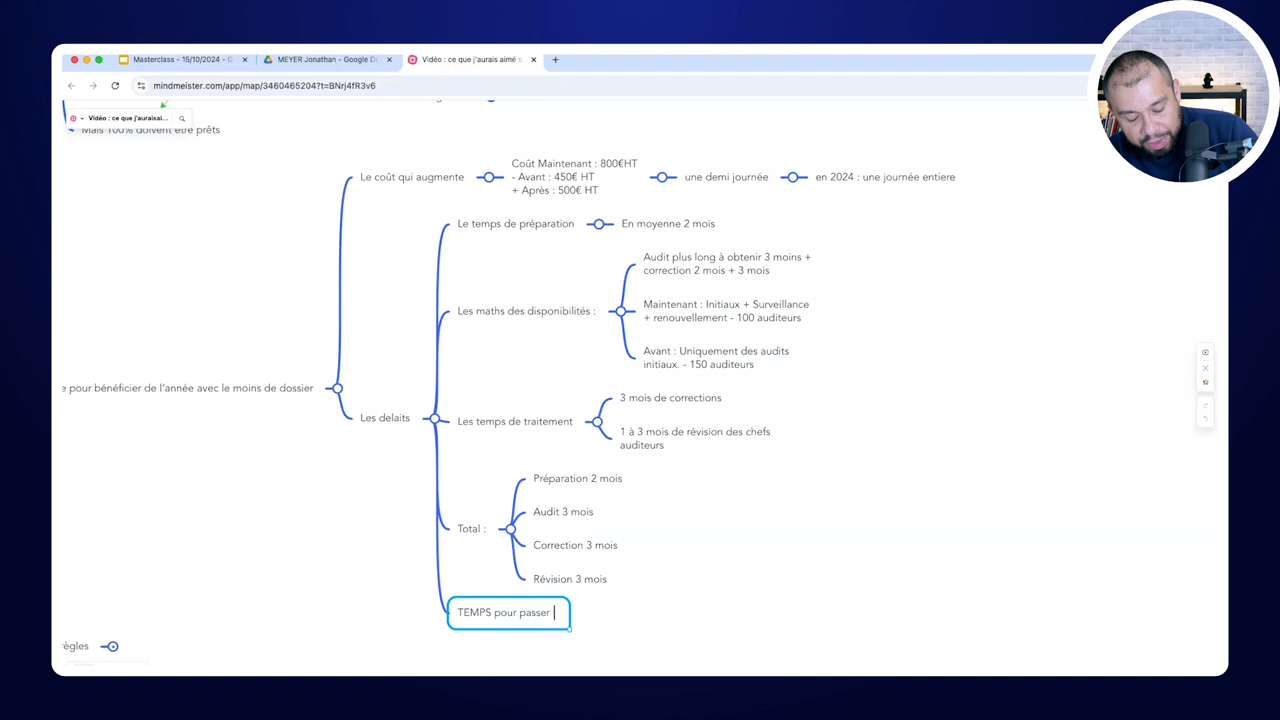 Masterclass - 15/10/2024 - G
MEYER Jonathan - Google D
Vidéo : ce que j'aurais aimé s
mindmeister.com/app/map/3460465204?t=BNrj4fR3v6
Vidéo : ce que j'auraisai...
Mais 100% doivent être prêts
Le coût qui augmente
Coût Maintenant : 800€HT
- Avant : 450€ HT
+ Après : 500€ HT
une demi journée
en 2024 : une journée entiere
Le temps de préparation
En moyenne 2 mois
Audit plus long à obtenir 3 moins +
correction 2 mois + 3 mois
Les maths des disponibilités :
Maintenant : Initiaux + Surveillance
+ renouvellement - 100 auditeurs
Avant : Uniquement des audits
initiaux. - 150 auditeurs
e pour bénéficier de l'année avec le moins de dossier
Les delaits
Les temps de traitement
3 mois de corrections
1 à 3 mois de révision des chefs
auditeurs
Total :
Préparation 2 mois
Audit 3 mois
Correction 3 mois
Révision 3 mois
TEMPS pour passer
règles